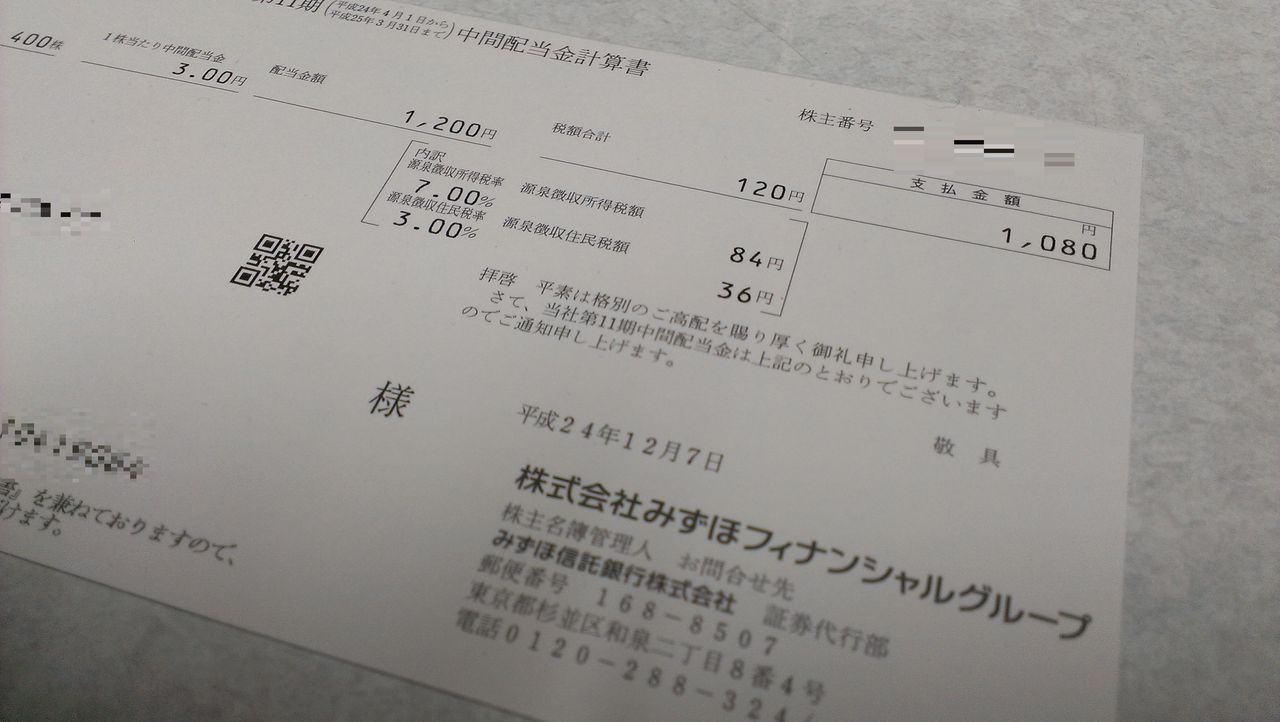 第11期（平成24年4月1日から平成25年3月31日まで）中間配当金計算書
400株
1株当たり中間配当金
3.00円
配当金額
1,200円
税額合計
120円
株主番号
支払金額
円
1,080
内訳
源泉徴収所得税率
7.00%
源泉徴収所得税額
84円
源泉徴収住民税率
3.00%
源泉徴収住民税額
36円
拝啓　平素は格別のご高配を賜り厚く御礼申し上げます。
さて、当社第11期中間配当金は上記のとおりでございます
のでご通知申し上げます。
敬具
様
平成24年12月7日
株式会社みずほフィナンシャルグループ
株主名簿管理人　お問合せ先
みずほ信託銀行株式会社　証券代行部
郵便番号　168－8507
東京都杉並区和泉二丁目8番4号
電話0120－288－324
書』を兼ねておりますので、
けます。